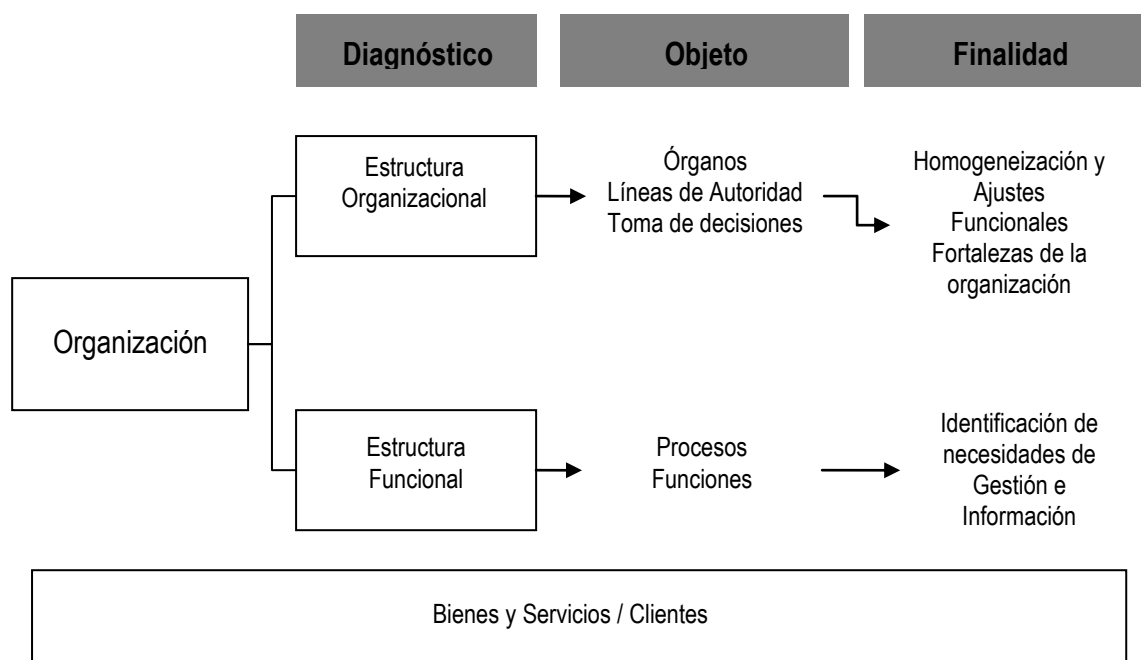 Diagnóstico
Objeto
Finalidad
Estructura
Organizacional
Órganos
Líneas de Autoridad
Toma de decisiones
Homogeneización y
Ajustes
Funcionales
Fortalezas de la
organización
Organización
Estructura
Funcional
Procesos
Funciones
Identificación de
necesidades de
Gestión e
Información
Bienes y Servicios / Clientes